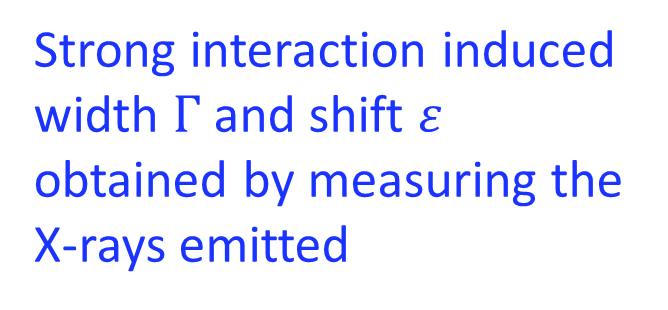 Strong interaction induced
width Γ and shift ε
obtained by measuring the
X-rays emitted